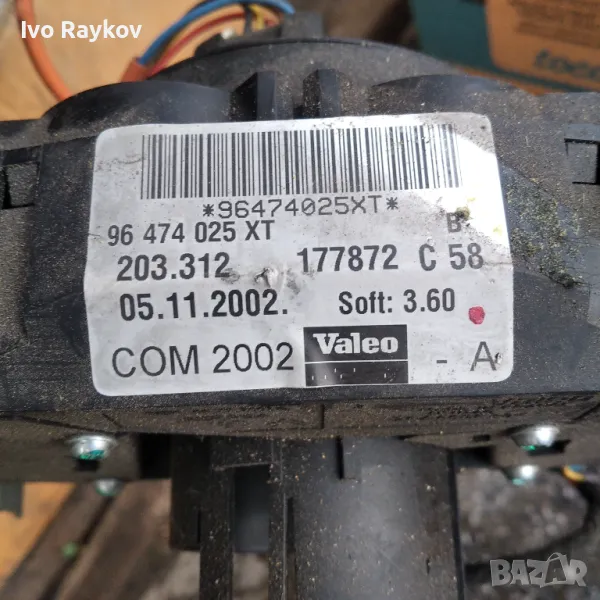 Ivo Raykov
*96474025XT*
96 474 025 XT B
203.312 177872 C 58
05.11.2002. Soft: 3.60
COM 2002 Valeo - A
BAZAR